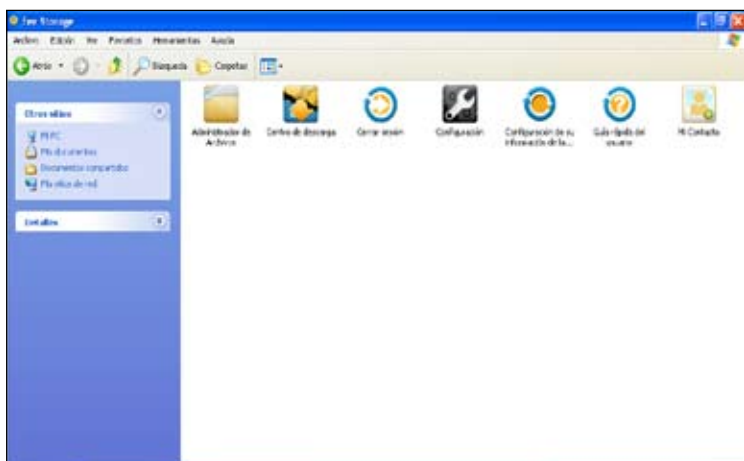 Storage
Archivo Edición Ver Favoritos Herramientas Ayuda
Atrás Búsqueda Carpetas
Otros sitios
Mi PC
Mis documentos
Documentos compartidos
Mis sitios de red
Detalles
Administrador de Archivos
Centro de descarga
Cerrar sesión
Configuración
Configuración de su información de la...
Guía rápida del usuario
Mi Contacto